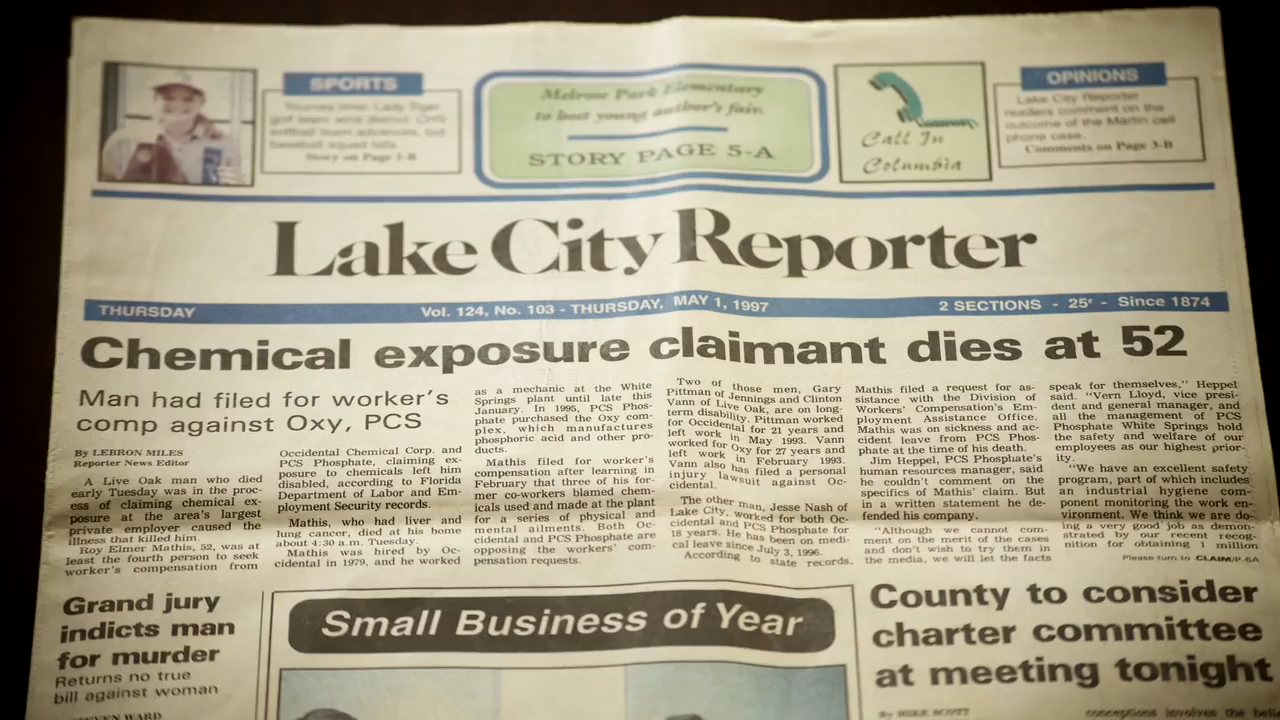 SPORTS
Tourney time: Lady Tiger
golf team wins district; CHS
softball team advances, but
baseball squad falls.
Story on Page 1-B
Melrose Park Elementary
to host young author's fair.
STORY PAGE 5-A
Call In
Columbia
OPINIONS
Lake City Reporter
readers comment on the
outcome of the Martin cell
phone case.
Comments on Page 3-B
Lake City Reporter
THURSDAY
Vol. 124, No. 103 - THURSDAY, MAY 1, 1997
2 SECTIONS - 25¢ - Since 1874
Chemical exposure claimant dies at 52
Man had filed for worker's
comp against Oxy, PCS
By LEBRON MILES
Reporter News Editor
A Live Oak man who died
early Tuesday was in the proc-
ess of claiming chemical ex-
posure at the area's largest
private employer caused the
illness that killed him.
Roy Elmer Mathis, 52, was at
least the fourth person to seek
worker's compensation from
Occidental Chemical Corp. and
PCS Phosphate, claiming ex-
posure to chemicals left him
disabled, according to Florida
Department of Labor and Em-
ployment Security records.
Mathis, who had liver and
lung cancer, died at his home
about 4:30 a.m. Tuesday.
Mathis was hired by Oc-
cidental in 1979, and he worked
as a mechanic at the White
Springs plant until late this
January. In 1995, PCS Phos-
phate purchased the Oxy com-
plex, which manufactures
phosphoric acid and other pro-
ducts.
Mathis filed for worker's
compensation after learning in
February that three of his for-
mer co-workers blamed chem-
icals used and made at the plant
for a series of physical and
mental ailments. Both Oc-
cidental and PCS Phosphate are
opposing the workers' com-
pensation requests.
Two of those men, Gary
Pittman of Jennings and Clinton
Vann of Live Oak, are on long-
term disability. Pittman worked
for Occidental for 21 years and
left work in May 1993. Vann
worked for Oxy for 27 years and
left work in February 1993.
Vann also has filed a personal
injury lawsuit against Oc-
cidental.
The other man, Jesse Nash of
Lake City, worked for both Oc-
cidental and PCS Phosphate for
18 years. He has been on medi-
cal leave since July 3, 1996.
According to state records,
Mathis filed a request for as-
sistance with the Division of
Workers' Compensation's Em-
ployment Assistance Office.
Mathis was on sickness and ac-
cident leave from PCS Phos-
phate at the time of his death.
Jim Heppel, PCS Phosphate's
human resources manager, said
he couldn't comment on the
specifics of Mathis' claim. But
in a written statement he de-
fended his company.
"Although we cannot com-
ment on the merit of the cases
and don't wish to try them in
the media, we will let the facts
speak for themselves," Heppel
said. "Vern Lloyd, vice presi-
dent and general manager, and
all the management of PCS
Phosphate White Springs hold
the safety and welfare of our
employees as our highest prior-
ity.
"We have an excellent safety
program, part of which includes
an industrial hygiene com-
ponent monitoring the work en-
vironment. We think we are do-
ing a very good job as demon-
strated by our recent recog-
nition for obtaining 1 million
Please turn to CLAIM/P.6A
Grand jury
indicts man
for murder
Returns no true
bill against woman
Small Business of Year
County to consider
charter committee
at meeting tonight
By MIKE SCOTT
conceptions involves the